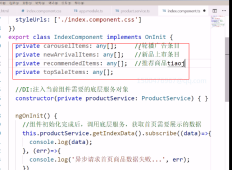 styleUrls: ['./index.component.css']
})
export class IndexComponent implements OnInit {
private carouselItems: any[]; //轮播广告条目
private newArrivalItems: any[]; //新品上市条目
private recommendedItems: any[]; //推荐商品tiaoj
private topSaleItems: any[];
//DI:注入当前组件需要的底层服务对象
constructor(private productService: ProductService) { }
ngOnInit() {
//组件初始化完成后，调用底层服务，获取首页需要展示的数据
this.productService.getIndexData().subscribe((data)=>{
console.log(data);
}, (err)=>{
console.log('异步请求首页商品数据失败...', err);
})